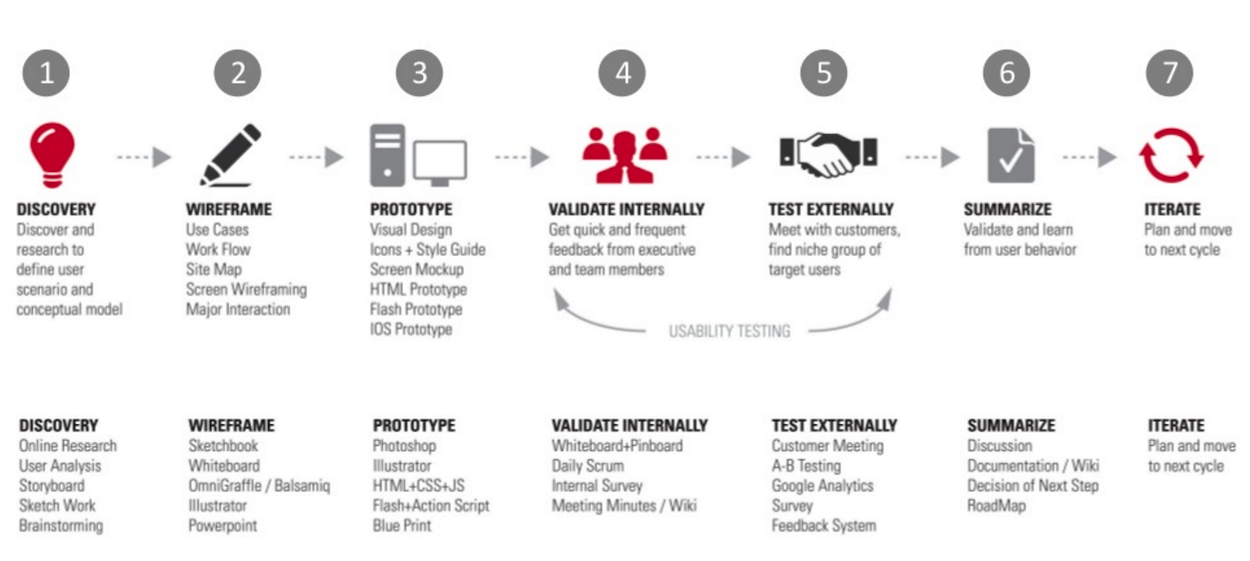 1
2
3
4
5
6
7
DISCOVERY
Discover and
research to
define user
scenario and
conceptual model
WIREFRAME
Use Cases
Work Flow
Site Map
Screen Wireframing
Major Interaction
PROTOTYPE
Visual Design
Icons + Style Guide
Screen Mockup
HTML Prototype
Flash Prototype
IOS Prototype
VALIDATE INTERNALLY
Get quick and frequent
feedback from executive
and team members
TEST EXTERNALLY
Meet with customers,
find niche group of
target users
USABILITY TESTING
SUMMARIZE
Validate and learn
from user behavior
ITERATE
Plan and move
to next cycle
DISCOVERY
Online Research
User Analysis
Storyboard
Sketch Work
Brainstorming
WIREFRAME
Sketchbook
Whiteboard
OmniGraffle / Balsamiq
Illustrator
Powerpoint
PROTOTYPE
Photoshop
Illustrator
HTML+CSS+JS
Flash+Action Script
Blue Print
VALIDATE INTERNALLY
Whiteboard+Pinboard
Daily Scrum
Internal Survey
Meeting Minutes / Wiki
TEST EXTERNALLY
Customer Meeting
A-B Testing
Google Analytics
Survey
Feedback System
SUMMARIZE
Discussion
Documentation / Wiki
Decision of Next Step
RoadMap
ITERATE
Plan and move
to next cycle